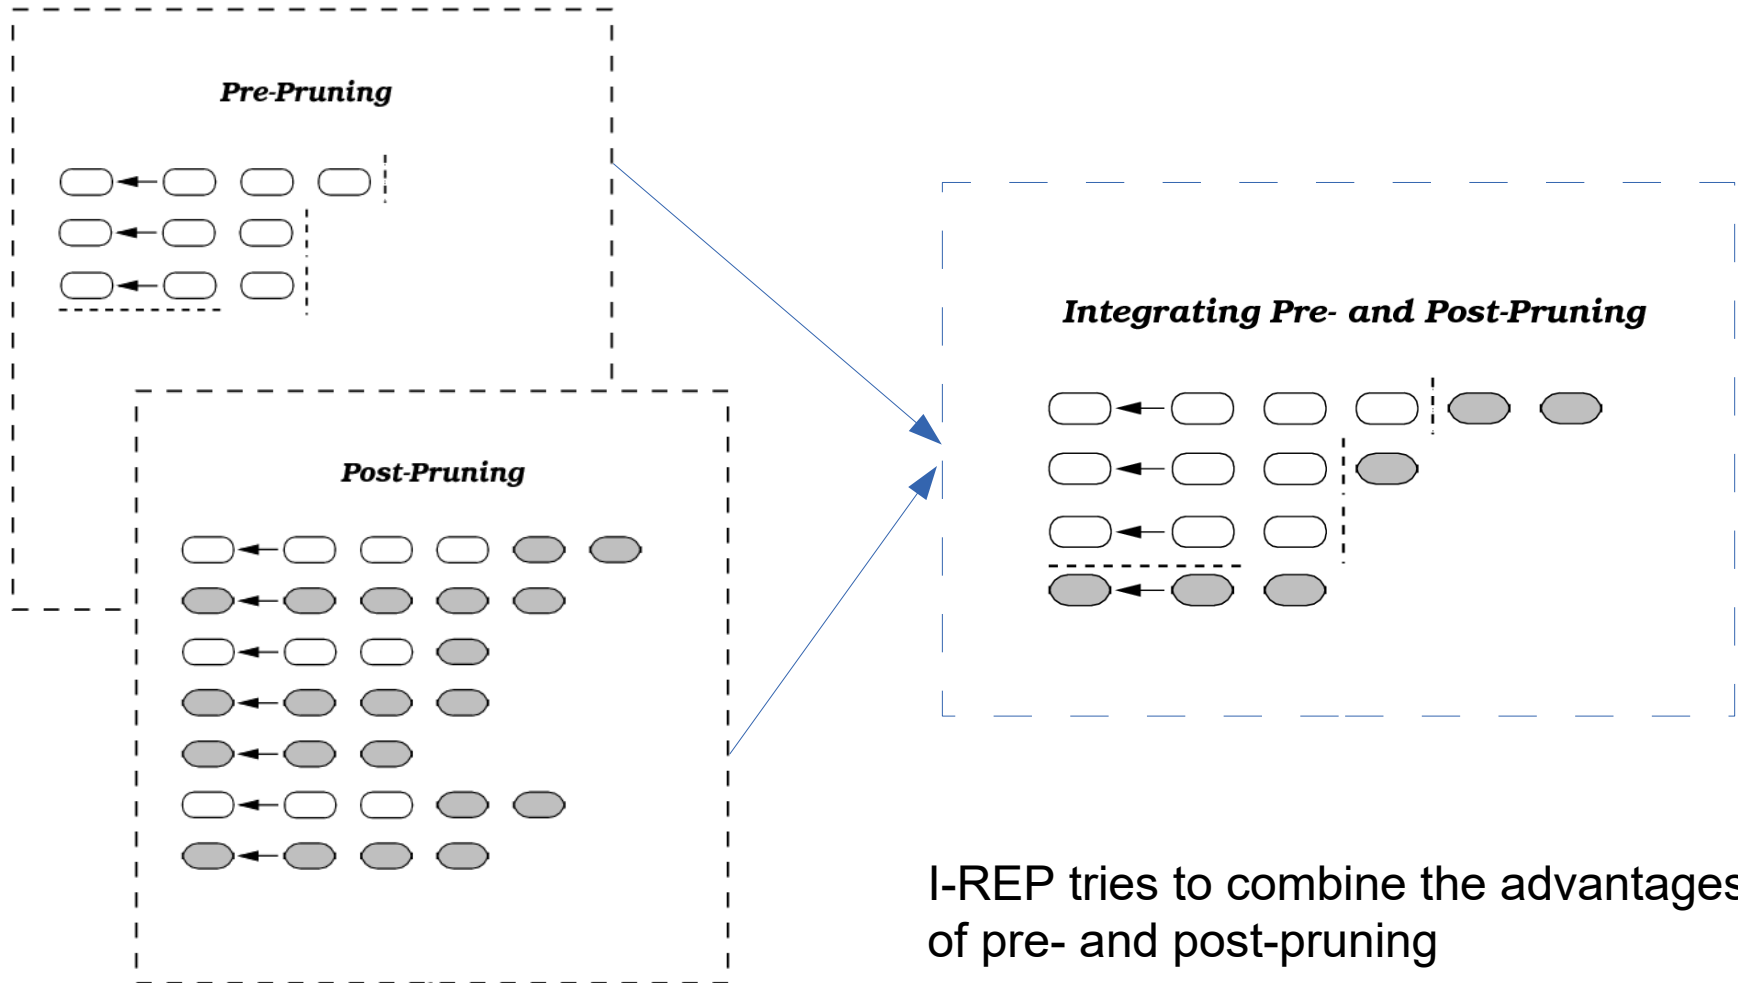 Pre-Pruning
Post-Pruning
Integrating Pre- and Post-Pruning
I-REP tries to combine the advantages
of pre- and post-pruning